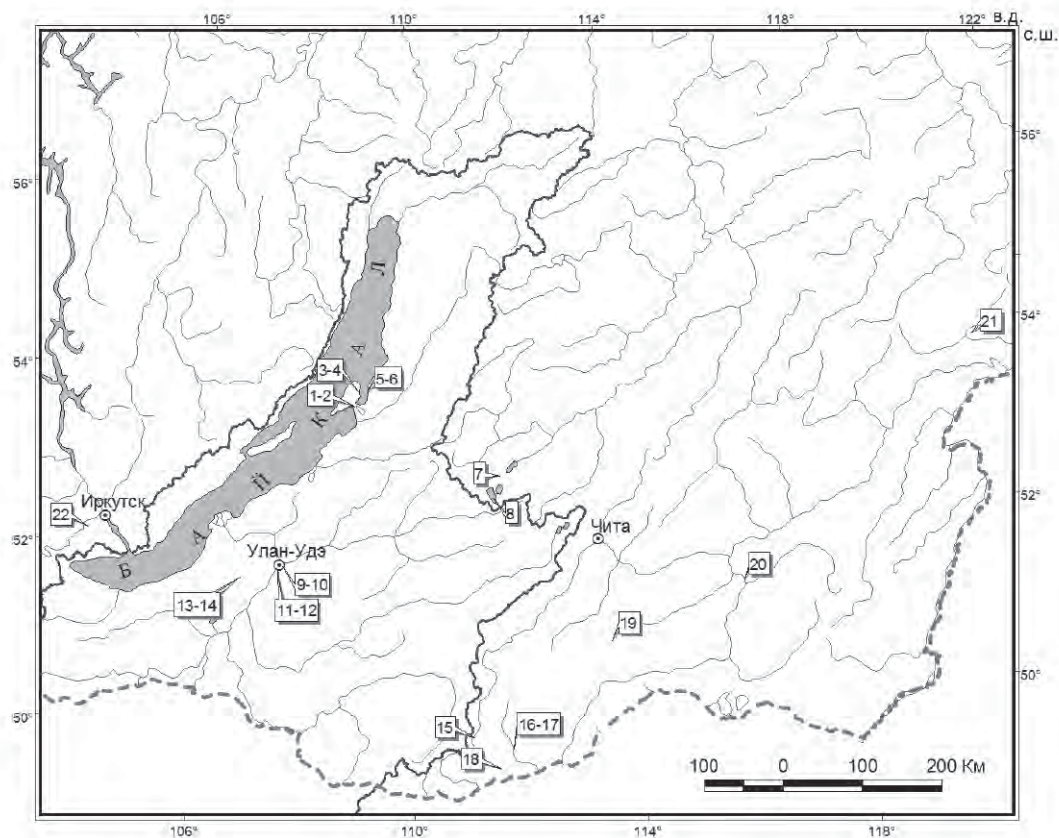 106° 110° 114° 118° 122° в.д.
с.ш.
56° 56°
54° 54°
52° 52°
50° 50°
21
3-4
5-6
1-2
7
8
Иркутск
22
Чита
Улан-Удэ
9-10
13-14
11-12
20
19
15
16-17
18
Б А Й К А Л
100 0 100 200 Км
106° 110° 114° 118°